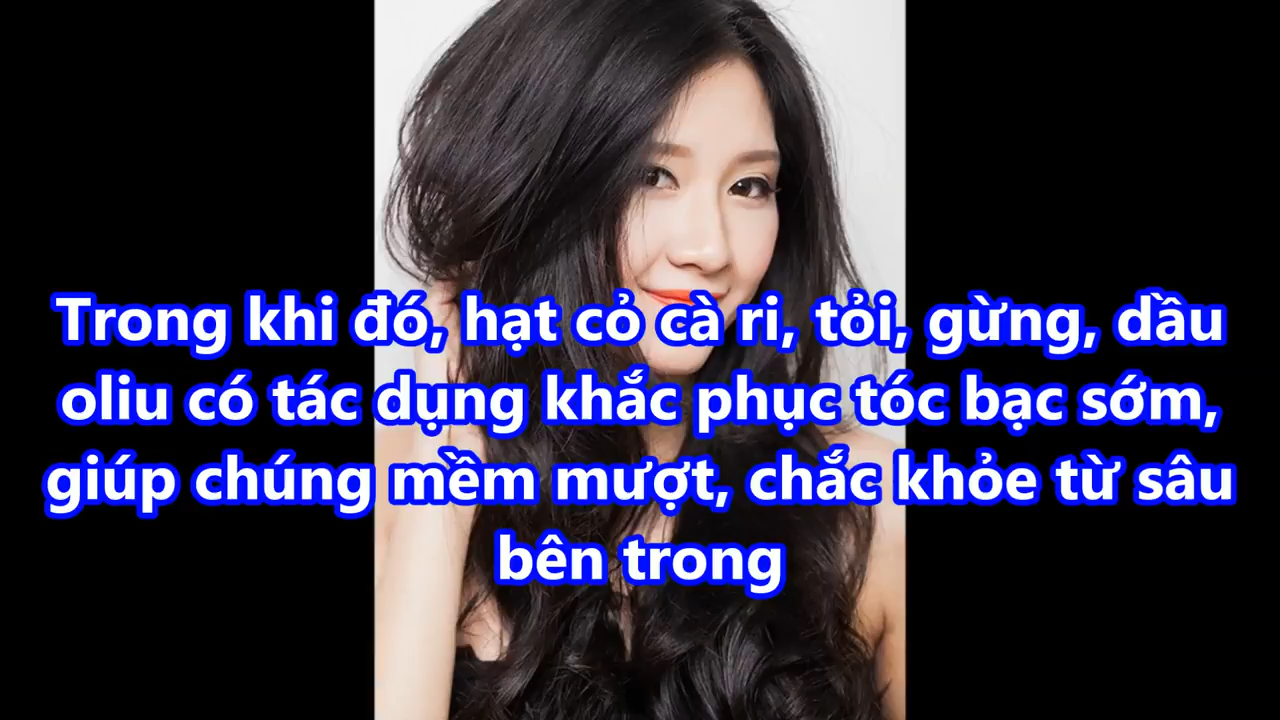 Trong khi đó, hạt cỏ cà ri, tỏi, gừng, dầu
oliu có tác dụng khắc phục tóc bạc sớm,
giúp chúng mềm mượt, chắc khỏe từ sâu
bên trong